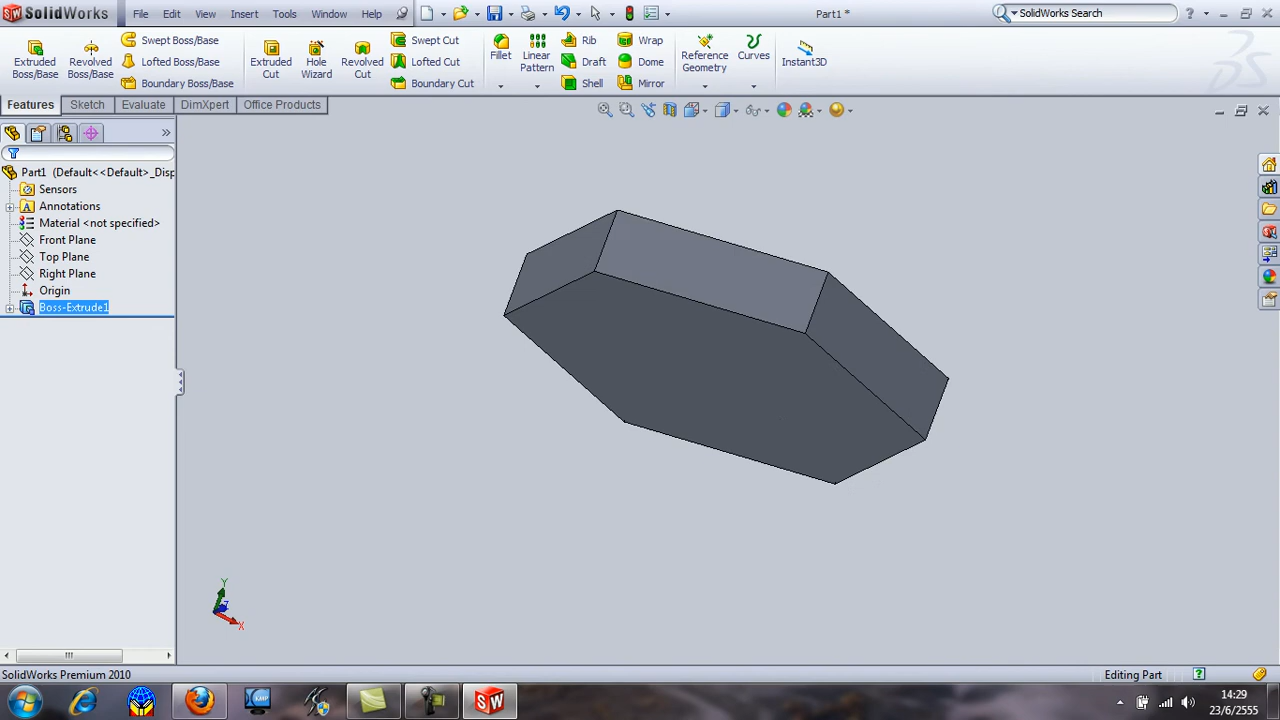 SolidWorks File Edit View Insert Tools Window Help Part1 * SolidWorks Search ?
Extruded Boss/Base
Revolved Boss/Base
Swept Boss/Base
Lofted Boss/Base
Boundary Boss/Base
Extruded Cut
Hole Wizard
Revolved Cut
Swept Cut
Lofted Cut
Boundary Cut
Fillet
Linear Pattern
Rib
Draft
Shell
Wrap
Dome
Mirror
Reference Geometry
Curves
Instant3D
Features Sketch Evaluate DimXpert Office Products
Part1 (Default<<Default>_Disp
Sensors
Annotations
Material <not specified>
Front Plane
Top Plane
Right Plane
Origin
Boss-Extrude1
Y
Z
X
SolidWorks Premium 2010 Editing Part ?
14:29
23/6/2555